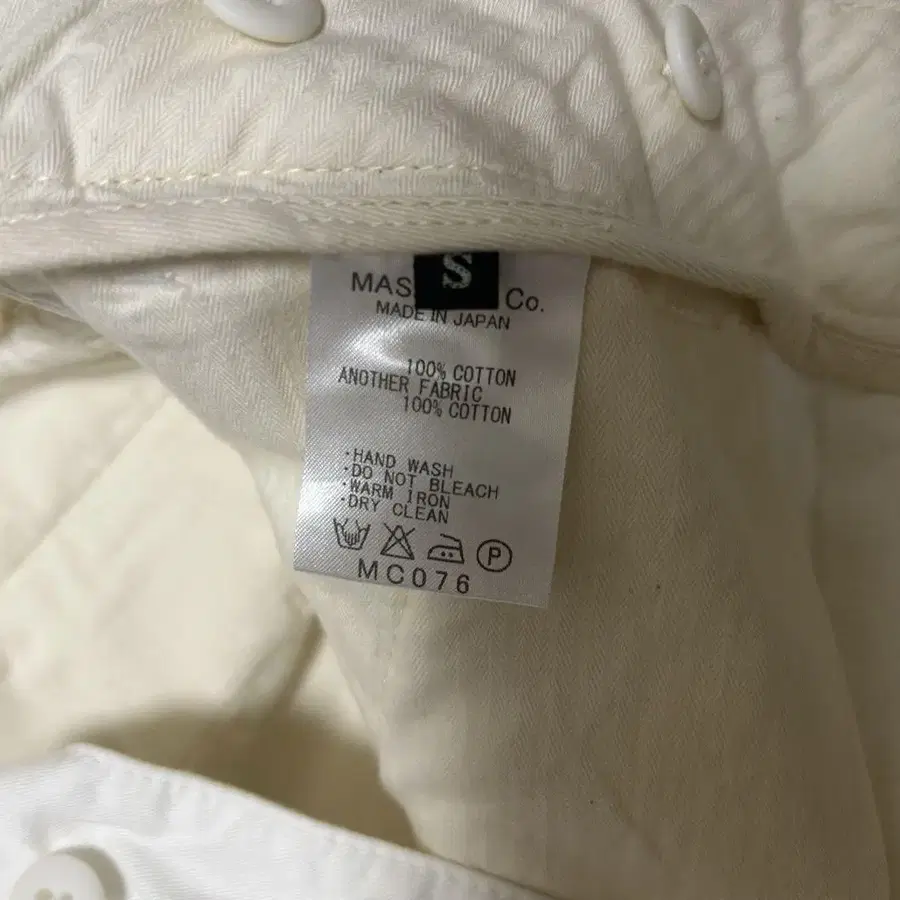 S
MAS Co.
MADE IN JAPAN
100% COTTON
ANOTHER FABRIC
100% COTTON
・HAND WASH
・DO NOT BLEACH
・WARM IRON
・DRY CLEAN
P
MC076